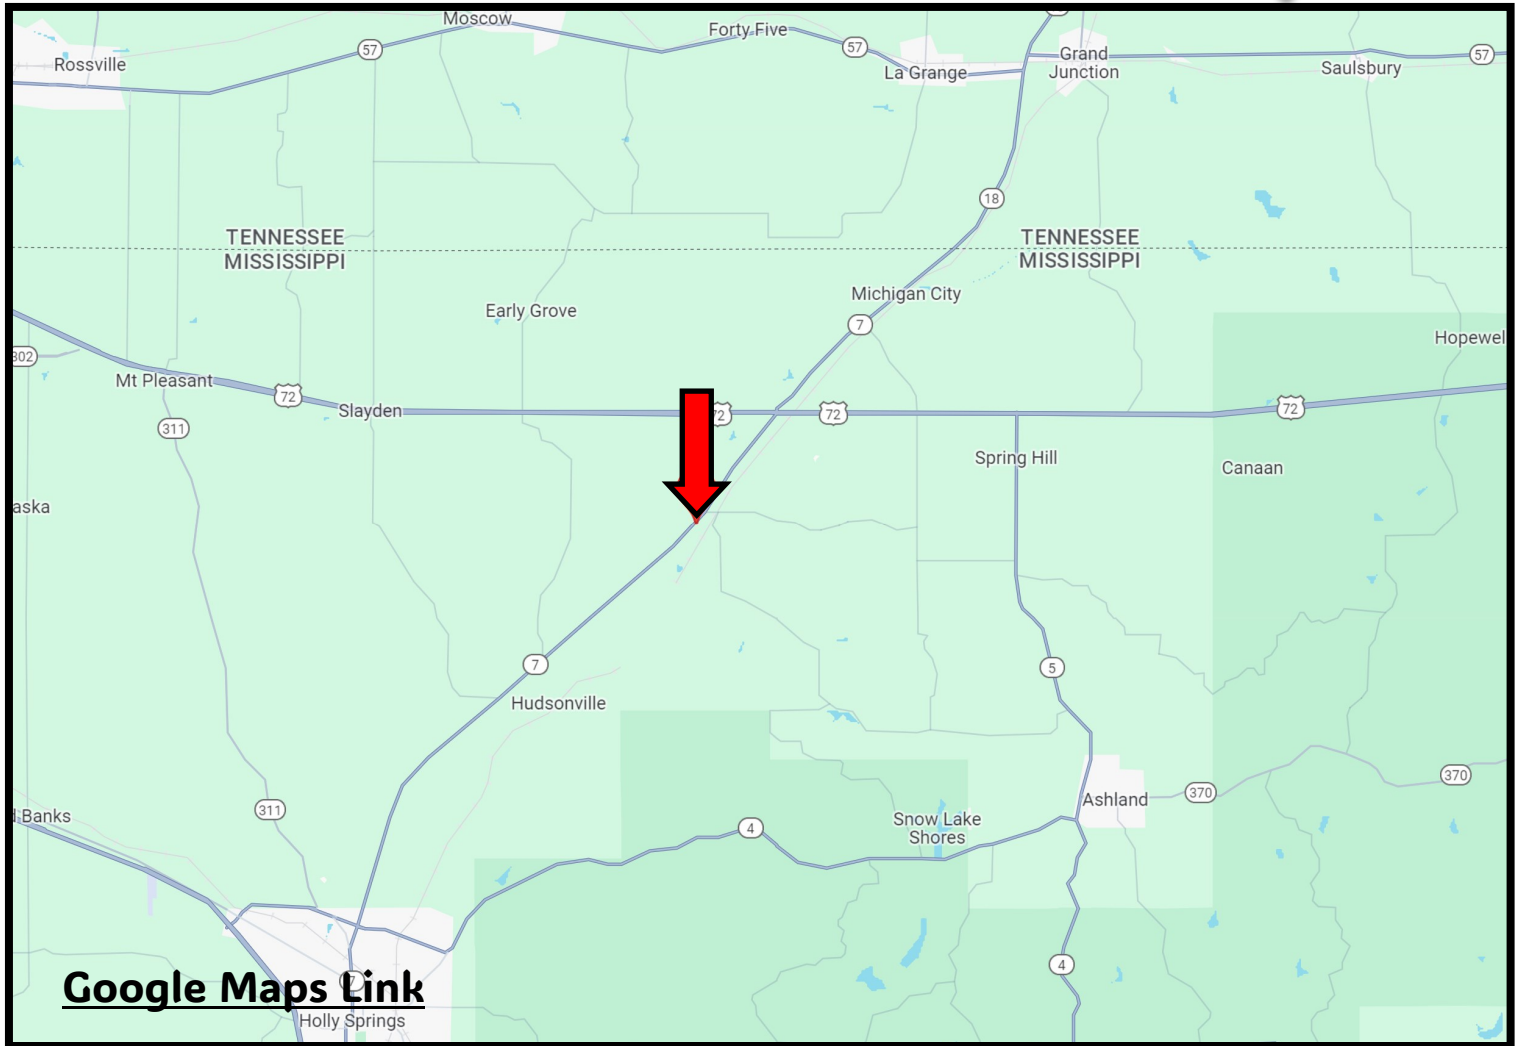 Moscow
Forty Five
57
57
Grand
Junction
57
Rossville
La Grange
Saulsbury
18
TENNESSEE
MISSISSIPPI
TENNESSEE
MISSISSIPPI
Michigan City
Early Grove
7
Hopewel
302
Mt Pleasant
72
Slayden
72
72
72
311
Spring Hill
Canaan
aska
7
5
Hudsonville
370
370
Ashland
311
Banks
Snow Lake
Shores
4
4
7
Google Maps Link
Holly Springs